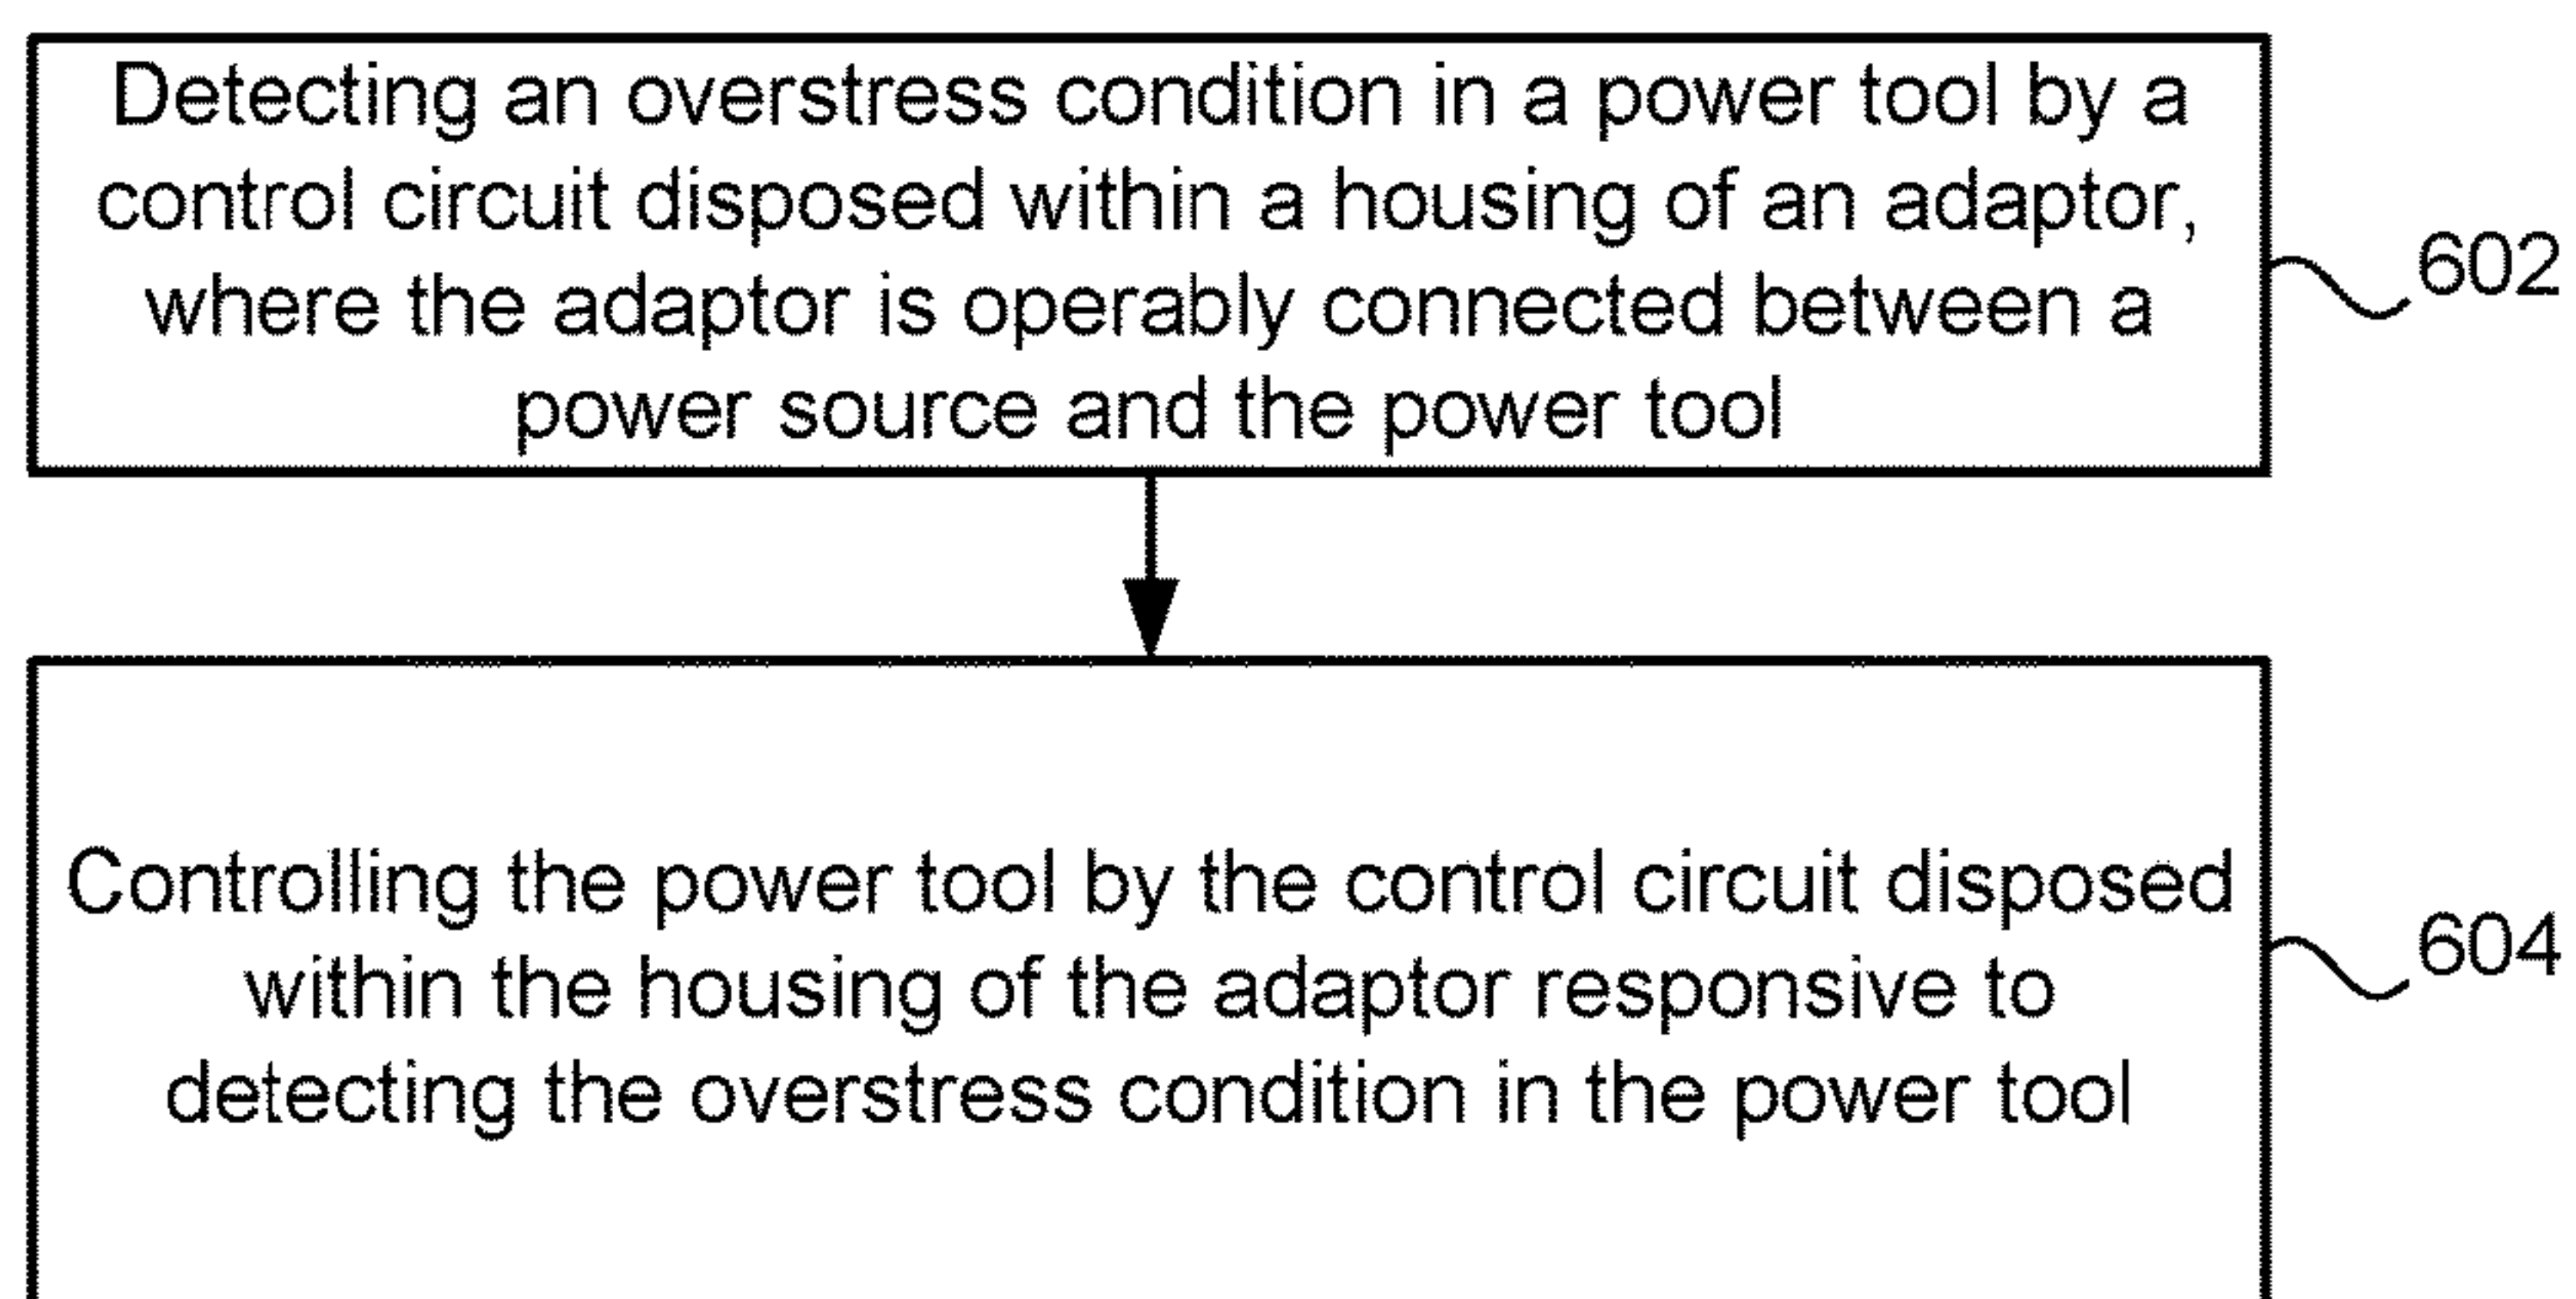 Detecting an overstress condition in a power tool by a
control circuit disposed within a housing of an adaptor,
where the adaptor is operably connected between a
power source and the power tool
602
Controlling the power tool by the control circuit disposed
within the housing of the adaptor responsive to
detecting the overstress condition in the power tool
604